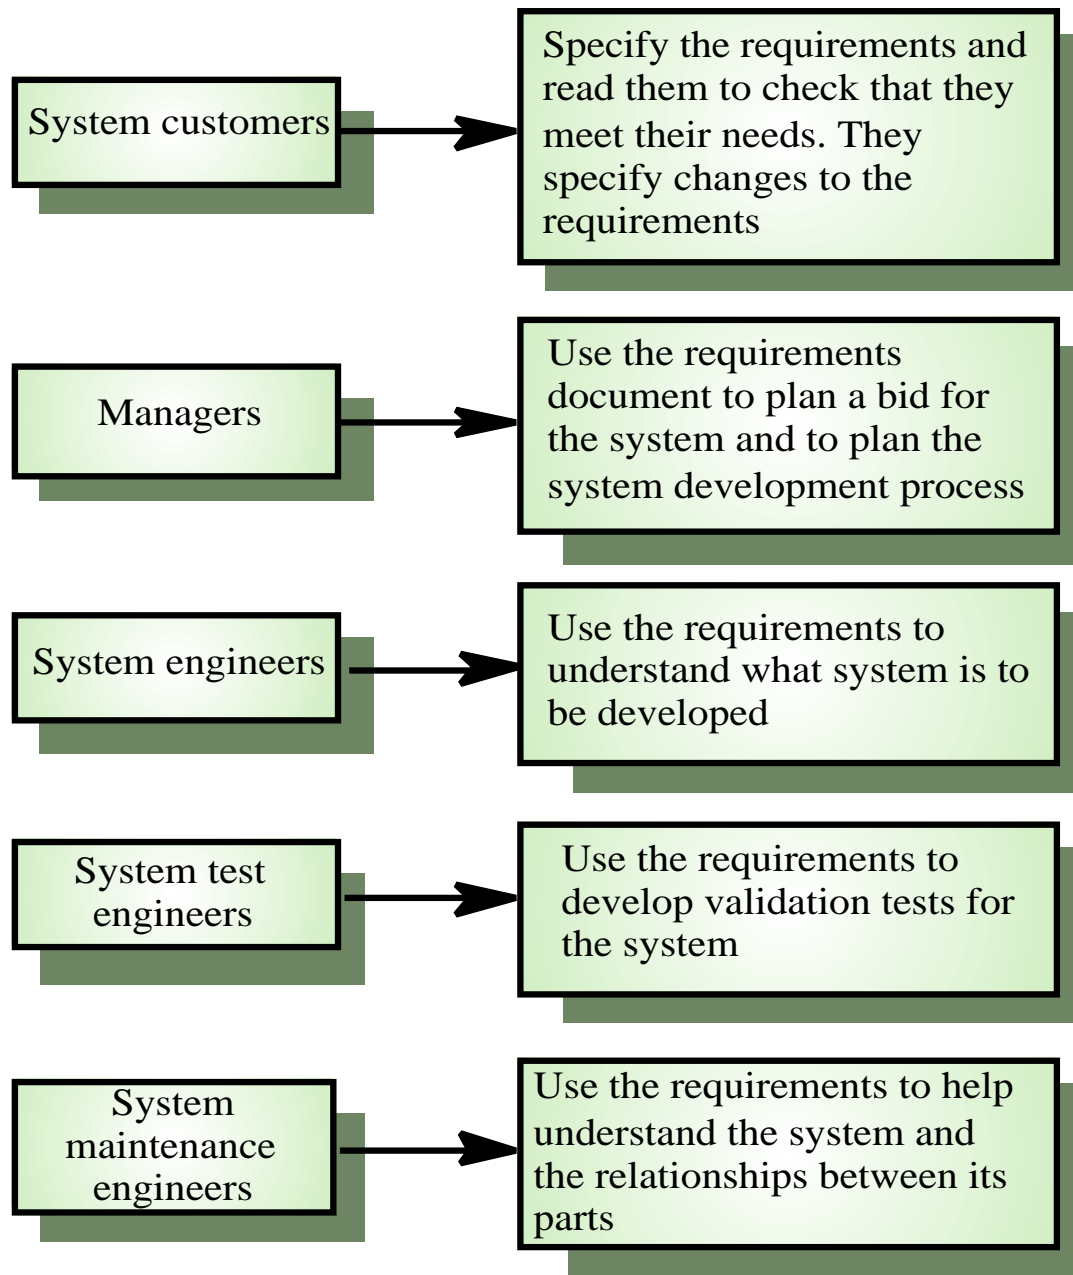 System customers
Specify the requirements and
read them to check that they
meet their needs. They
specify changes to the
requirements
Managers
Use the requirements
document to plan a bid for
the system and to plan the
system development process
System engineers
Use the requirements to
understand what system is to
be developed
System test
engineers
Use the requirements to
develop validation tests for
the system
System
maintenance
engineers
Use the requirements to help
understand the system and
the relationships between its
parts